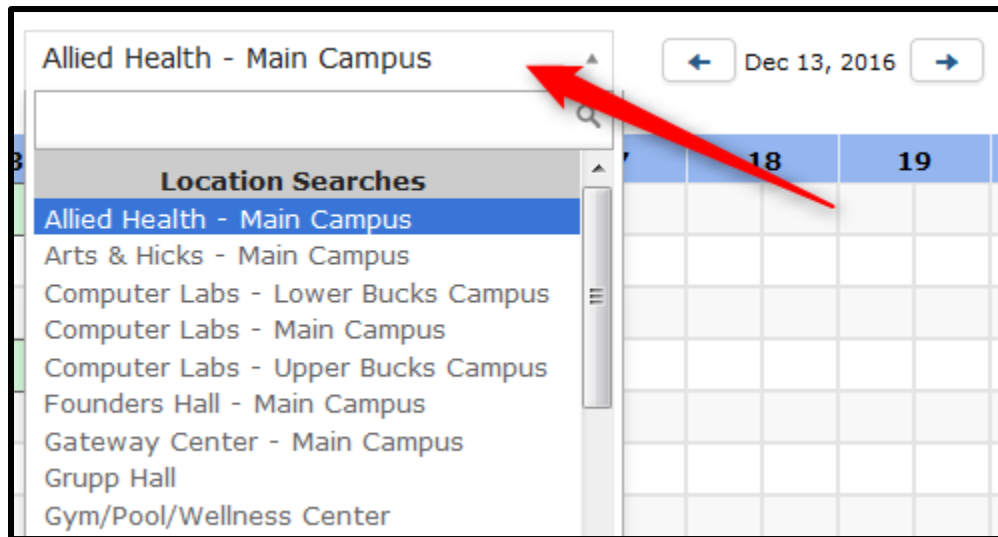 Allied Health - Main Campus
Dec 13, 2016
Location Searches
18 19
Allied Health - Main Campus
Arts & Hicks - Main Campus
Computer Labs - Lower Bucks Campus
Computer Labs - Main Campus
Computer Labs - Upper Bucks Campus
Founders Hall - Main Campus
Gateway Center - Main Campus
Grupp Hall
Gym/Pool/Wellness Center